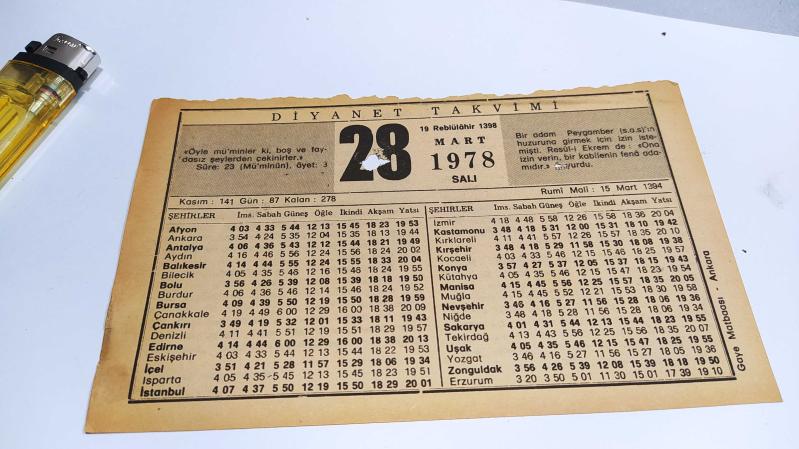 DİYANET TAKVİMİ
«Öyle mü'minler ki, boş ve fay-
dasız şeylerden çekinirler.»
Sûre: 23 (Mü'minûn), âyet: 3
28
19 Rebiülâhir 1398
MART
1978
SALI
Bir adam Peygamber (s.a.s)'in
huzuruna girmek için izin iste-
mişti. Resûl-i Ekrem de : «Ona
izin verin, bir kabilenin fenâ ada-
mıdır.»
Kasım : 141 Gün : 87 Kalan : 278
Rumî Mali : 15 Mart 1394
ŞEHİRLER İms. Sabah Güneş Öğle İkindi Akşam Yatsı
Afyon 4 03 4 33 5 44 12 13 15 45 18 23 19 53
Ankara 3 54 4 24 5 35 12 04 15 35 18 13 19 44
Antalya 4 06 4 36 5 43 12 12 15 44 18 21 19 49
Aydın 4 16 4 46 5 56 12 24 15 56 18 24 20 02
Balıkesir 4 14 4 44 5 55 12 24 15 55 18 33 20 04
Bilecik 4 05 4 35 5 46 12 16 15 46 18 24 19 55
Bolu 3 56 4 26 5 39 12 08 15 39 18 18 19 50
Burdur 4 06 4 36 5 46 12 14 15 46 18 24 19 52
Bursa 4 09 4 39 5 50 12 19 15 50 18 28 19 59
Çanakkale 4 19 4 49 6 00 12 29 16 00 18 38 20 09
Çankırı 3 49 4 19 5 32 12 01 15 33 18 11 19 43
Denizli 4 11 4 41 5 51 12 19 15 51 18 29 19 57
Edirne 4 14 4 44 6 00 12 29 16 00 18 38 20 13
Eskişehir 4 03 4 33 5 44 12 13 15 44 18 22 19 53
İçel 3 51 4 21 5 28 11 57 15 29 18 06 19 34
Isparta 4 05 4 35 5 45 12 13 15 45 18 23 19 51
İstanbul 4 07 4 37 5 50 12 19 15 50 18 29 20 01
ŞEHİRLER İms. Sabah Güneş Öğle İkindi Akşam Yatsı
İzmir 4 18 4 48 5 58 12 26 15 58 18 36 20 04
Kastamonu 3 48 4 18 5 31 12 00 15 31 18 10 19 42
Kırklareli 4 11 4 41 5 57 12 26 15 57 18 35 20 10
Kırşehir 3 48 4 18 5 29 11 58 15 30 18 08 19 38
Kocaeli 4 03 4 33 5 46 12 15 15 46 18 25 19 57
Konya 3 57 4 27 5 37 12 05 15 37 18 15 19 43
Kütahya 4 05 4 35 5 46 12 15 15 47 18 23 19 54
Manisa 4 15 4 45 5 56 12 25 15 57 18 35 20 05
Muğla 4 15 4 45 5 52 12 21 15 53 18 30 19 58
Nevşehir 3 46 4 16 5 27 11 56 15 28 18 06 19 36
Niğde 3 48 4 18 5 28 11 56 15 28 18 06 19 34
Sakarya 4 01 4 31 5 44 12 13 15 44 18 23 19 55
Tekirdağ 4 13 4 43 5 56 12 25 15 56 18 35 20 07
Uşak 4 05 4 35 5 46 12 15 15 47 18 25 19 55
Yozgat 3 46 4 16 5 27 11 56 15 27 18 05 19 36
Zonguldak 3 56 4 26 5 39 12 08 15 39 18 18 19 50
Erzurum 3 20 3 50 5 01 11 30 15 01 17 39 19 10
Gaye Matbaası - Ankara